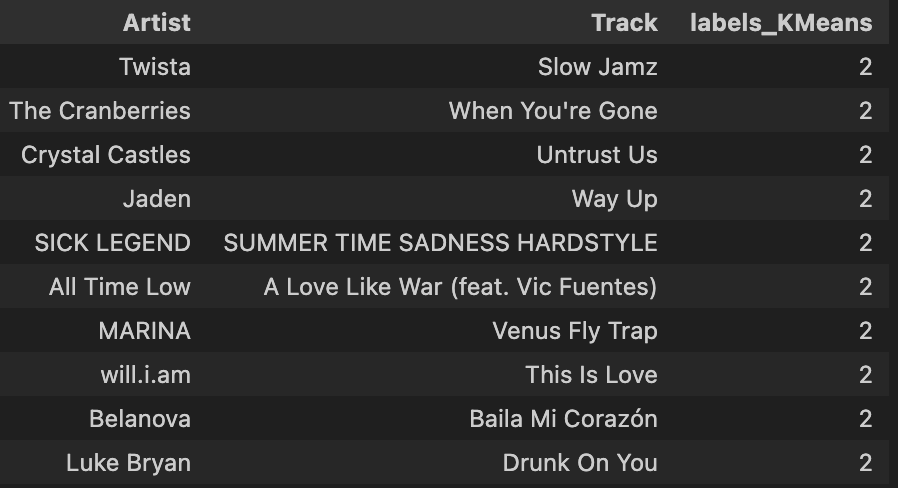 Artist Track labels_KMeans
Twista Slow Jamz 2
The Cranberries When You're Gone 2
Crystal Castles Untrust Us 2
Jaden Way Up 2
SICK LEGEND SUMMER TIME SADNESS HARDSTYLE 2
All Time Low A Love Like War (feat. Vic Fuentes) 2
MARINA Venus Fly Trap 2
will.i.am This Is Love 2
Belanova Baila Mi Corazón 2
Luke Bryan Drunk On You 2